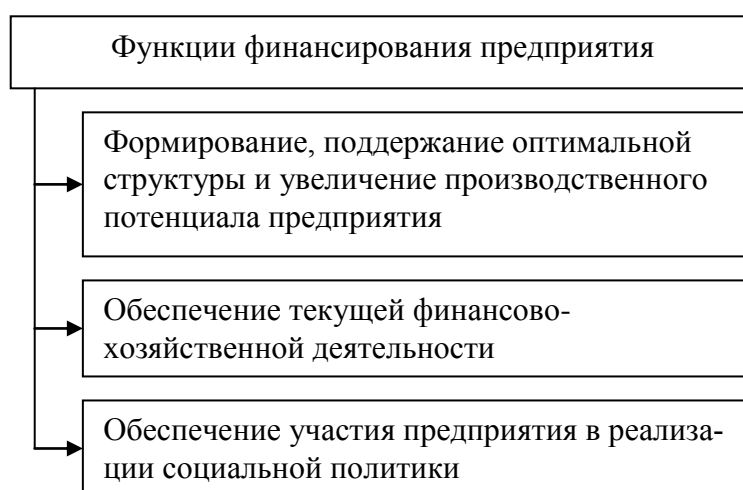 Функции финансирования предприятия
Формирование, поддержание оптимальной
структуры и увеличение производственного
потенциала предприятия
Обеспечение текущей финансово-
хозяйственной деятельности
Обеспечение участия предприятия в реализа-
ции социальной политики